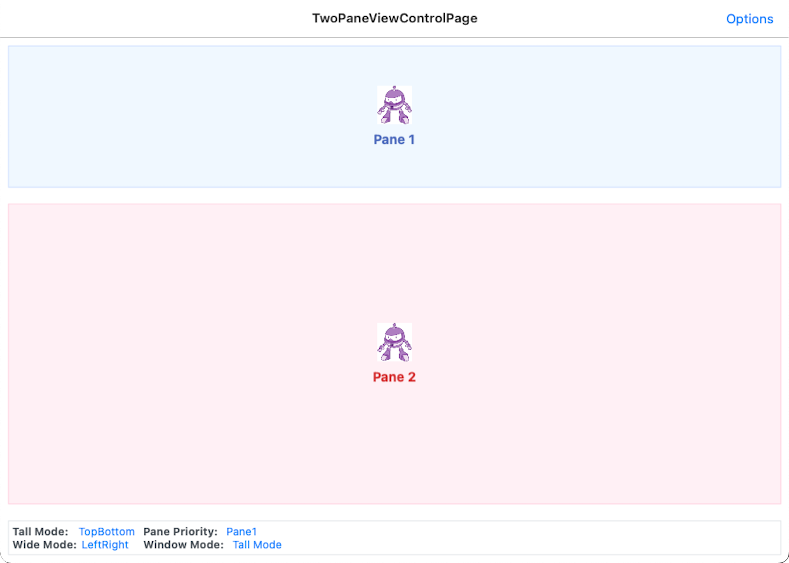 TwoPaneViewControlPage
Options
Pane 1
Pane 2
Tall Mode: TopBottom Pane Priority: Pane1
Wide Mode: LeftRight Window Mode: Tall Mode